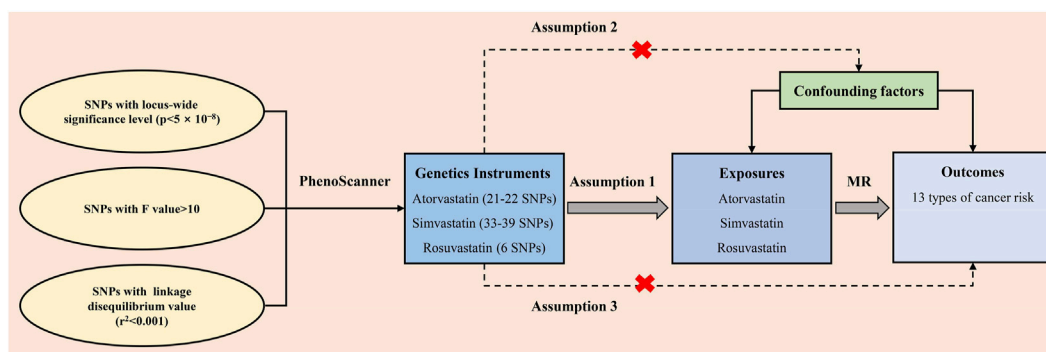 SNPs with locus-wide
significance level (p<5 × 10⁻⁸)
SNPs with F value>10
SNPs with linkage
disequilibrium value
(r²<0.001)
PhenoScanner
Genetics Instruments
Atorvastatin (21-22 SNPs)
Simvastatin (33-39 SNPs)
Rosuvastatin (6 SNPs)
Assumption 2
Assumption 1
Assumption 3
Confounding factors
Exposures
Atorvastatin
Simvastatin
Rosuvastatin
MR
Outcomes
13 types of cancer risk